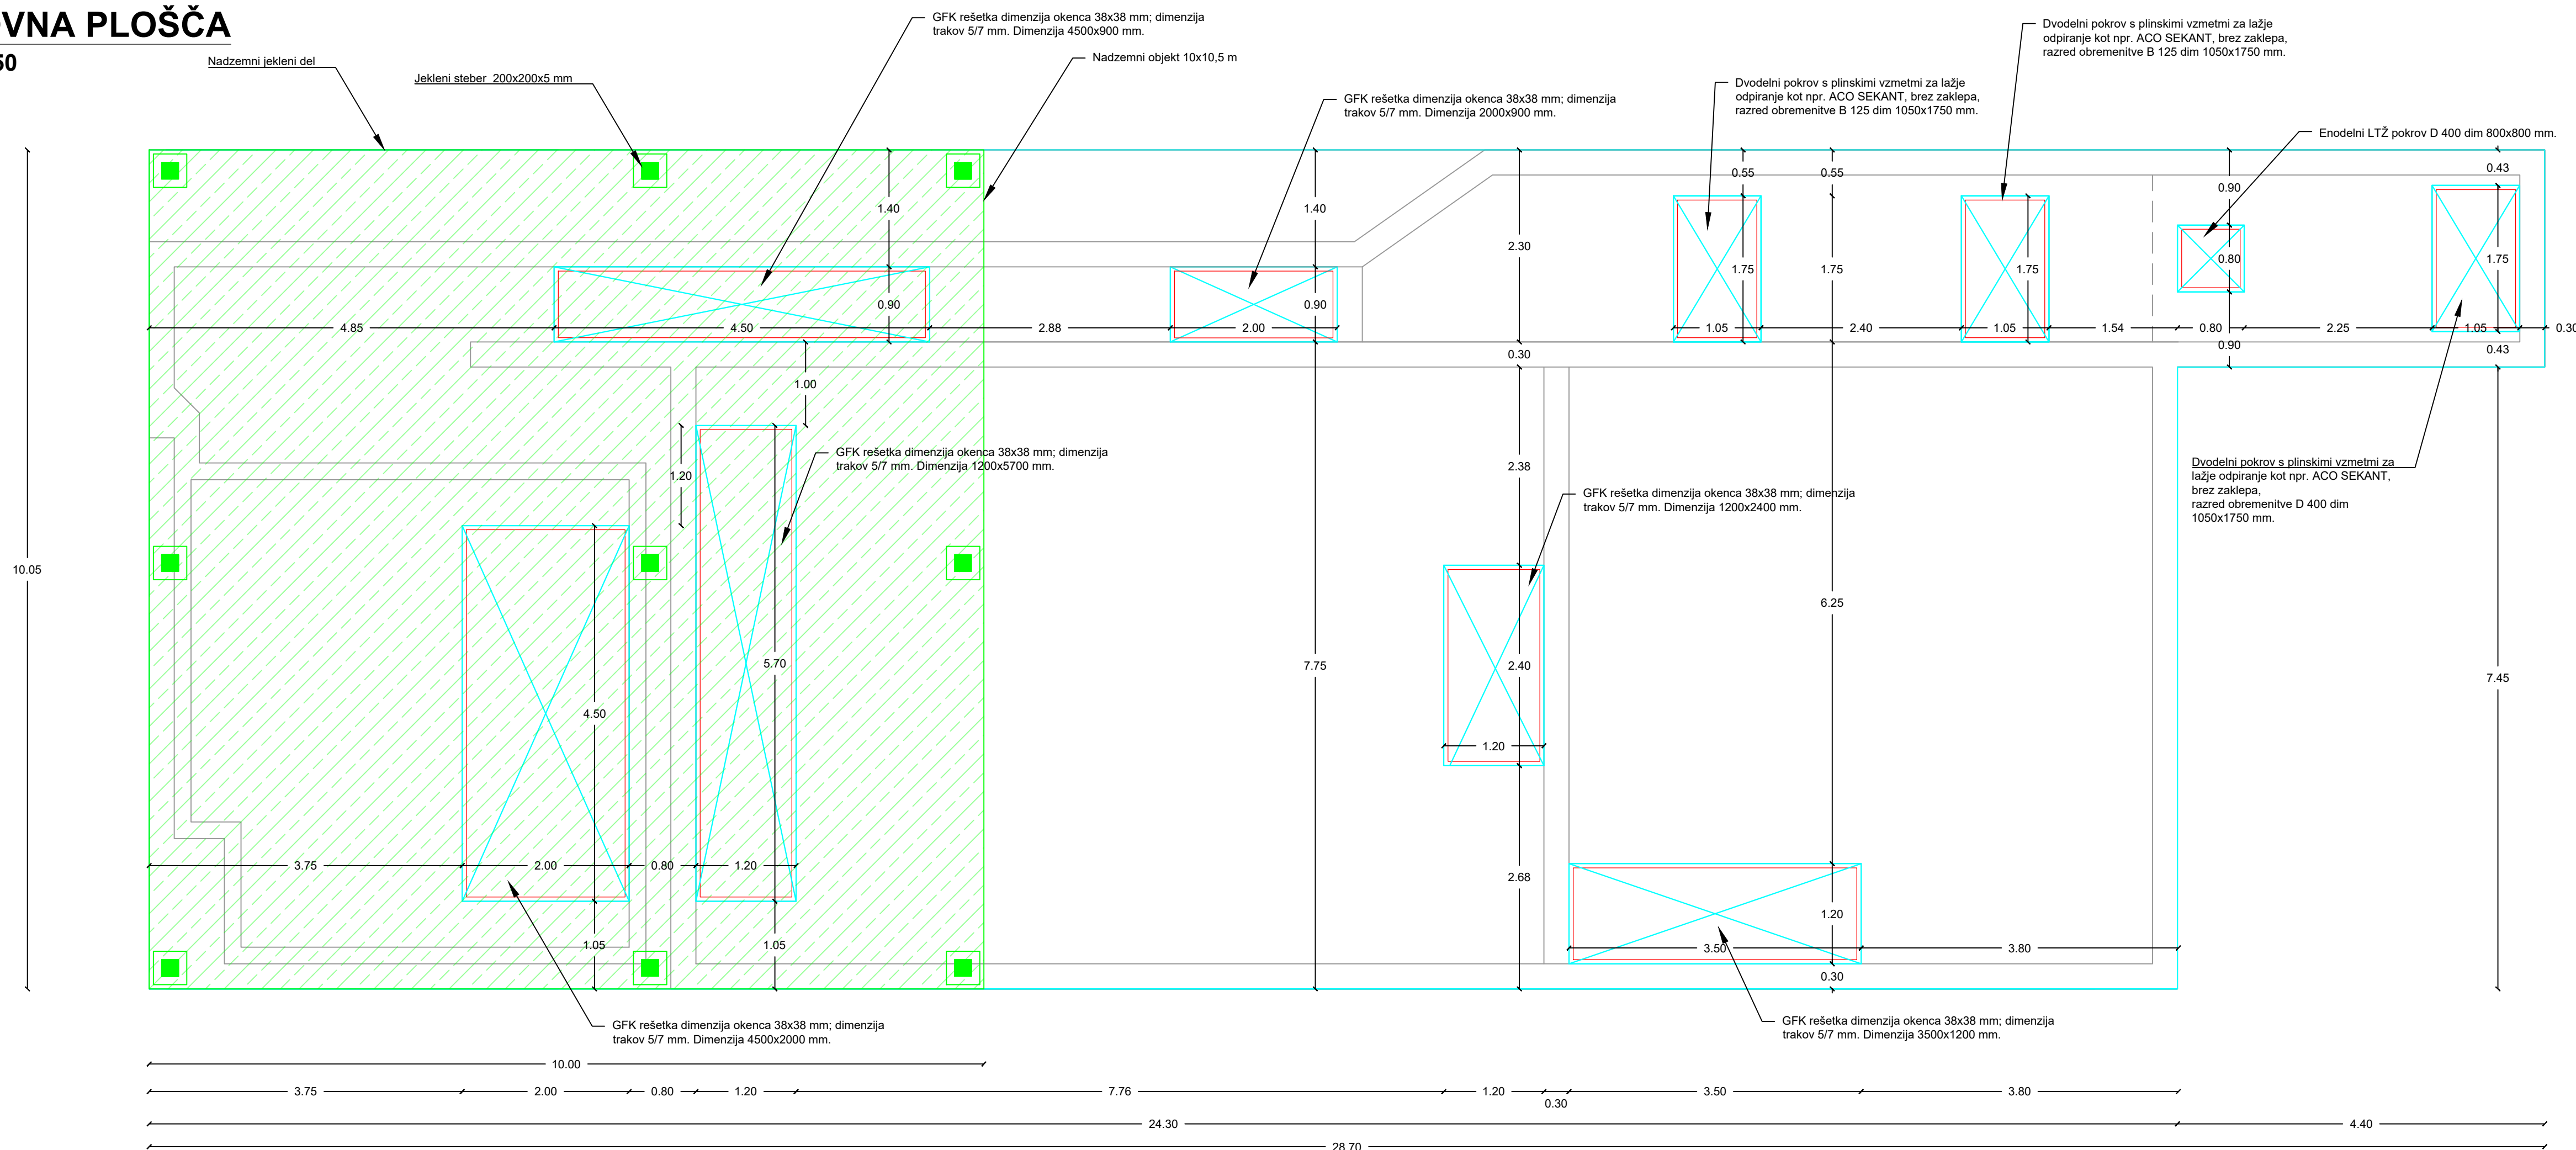 OVNA PLOŠČA
50
Nadzemni jekleni del
Jekleni steber 200x200x5 mm
GFK rešetka dimenzija okenca 38x38 mm; dimenzija
trakov 5/7 mm. Dimenzija 4500x900 mm.
Nadzemni objekt 10x10,5 m
GFK rešetka dimenzija okenca 38x38 mm; dimenzija
trakov 5/7 mm. Dimenzija 2000x900 mm.
Dvodelni pokrov s plinskimi vzmetmi za lažje
odpiranje kot npr. ACO SEKANT, brez zaklepa,
razred obremenitve B 125 dim 1050x1750 mm.
Dvodelni pokrov s plinskimi vzmetmi za lažje
odpiranje kot npr. ACO SEKANT, brez zaklepa,
razred obremenitve B 125 dim 1050x1750 mm.
Enodelni LTŽ pokrov D 400 dim 800x800 mm.
0.43
0.55
0.55
0.90
1.40
1.40
2.30
1.75
1.75
1.75
0.80
1.75
0.90
0.90
4.85
4.50
2.88
2.00
1.05
2.40
1.05
1.54
0.80
2.25
1.05
0.30
0.30
0.90
0.43
1.00
1.20
GFK rešetka dimenzija okenca 38x38 mm; dimenzija
trakov 5/7 mm. Dimenzija 1200x5700 mm.
2.38
GFK rešetka dimenzija okenca 38x38 mm; dimenzija
trakov 5/7 mm. Dimenzija 1200x2400 mm.
Dvodelni pokrov s plinskimi vzmetmi za
lažje odpiranje kot npr. ACO SEKANT,
brez zaklepa,
razred obremenitve D 400 dim
1050x1750 mm.
10.05
6.25
5.70
7.75
2.40
7.45
4.50
1.20
3.75
2.00
0.80
1.20
2.68
1.20
1.05
1.05
3.50
3.80
0.30
GFK rešetka dimenzija okenca 38x38 mm; dimenzija
trakov 5/7 mm. Dimenzija 4500x2000 mm.
GFK rešetka dimenzija okenca 38x38 mm; dimenzija
trakov 5/7 mm. Dimenzija 3500x1200 mm.
10.00
3.75
2.00
0.80
1.20
7.76
1.20
0.30
3.50
3.80
24.30
4.40
28.70